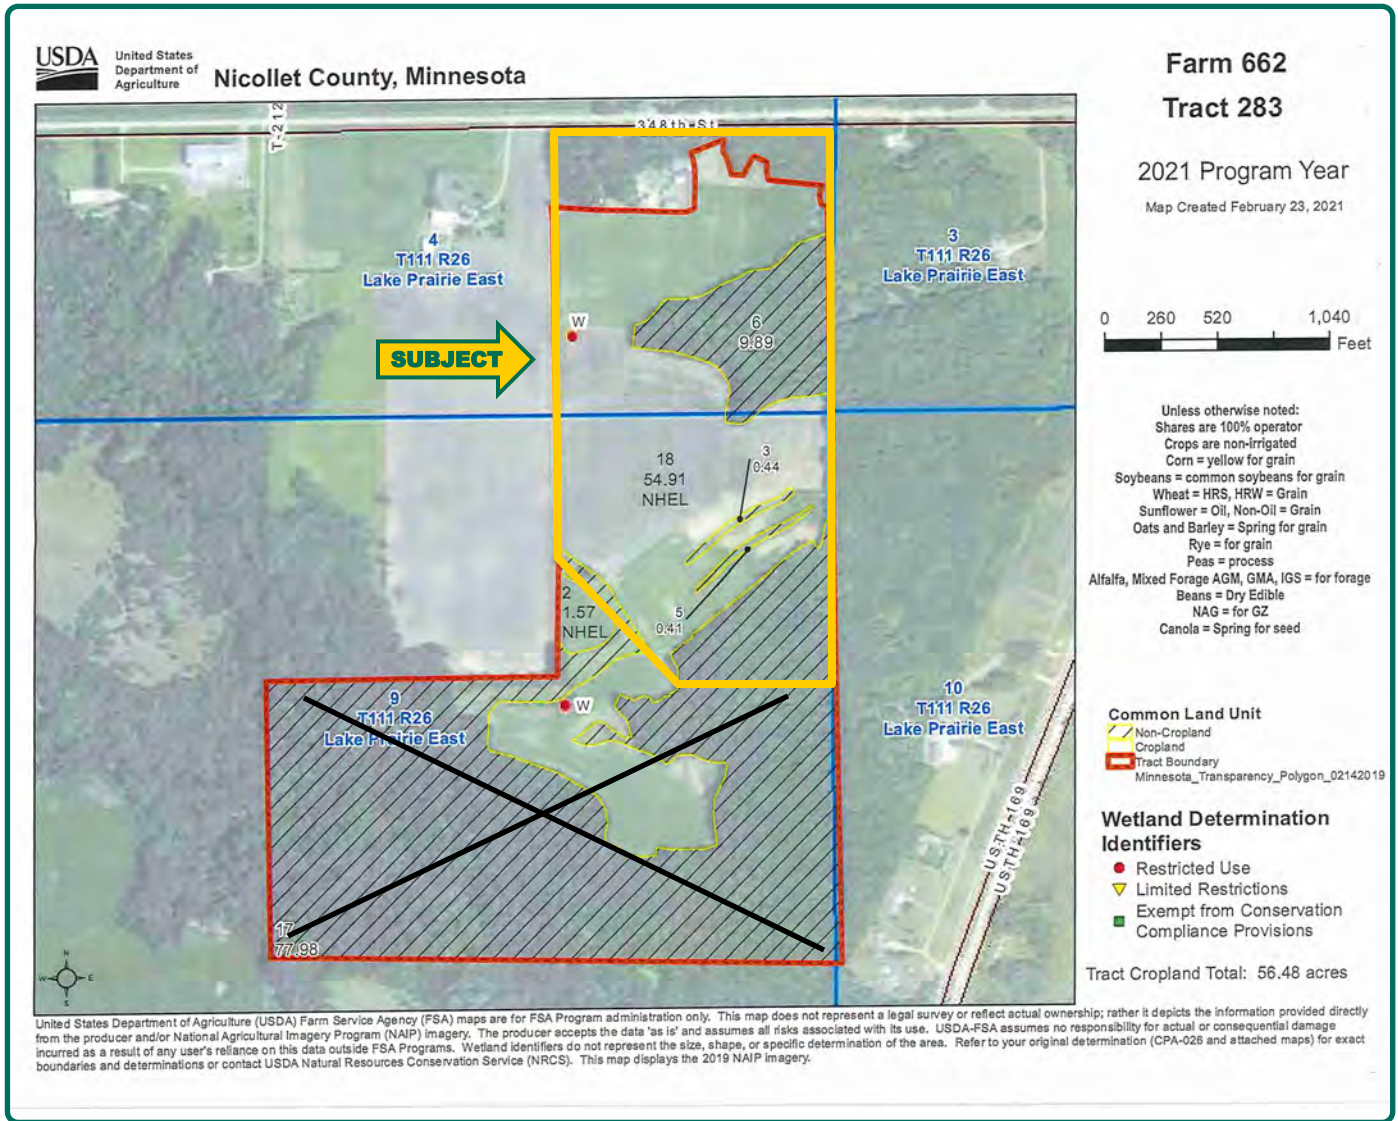 USDA
United States
Department of
Agriculture
Nicollet County, Minnesota
Farm 662
Tract 283
2021 Program Year
Map Created February 23, 2021
T-212
348th St
4
T111 R26
Lake Prairie East
3
T111 R26
Lake Prairie East
W
SUBJECT
6
9.89
18
54.91
NHEL
3
0.44
2
1.57
NHEL
5
0.41
9
T111 R26
Lake Prairie East
W
10
T111 R26
Lake Prairie East
17
77.98
USTH-169
USTH-169
N
W
E
S
0 260 520 1,040
Feet
Unless otherwise noted:
Shares are 100% operator
Crops are non-irrigated
Corn = yellow for grain
Soybeans = common soybeans for grain
Wheat = HRS, HRW = Grain
Sunflower = Oil, Non-Oil = Grain
Oats and Barley = Spring for grain
Rye = for grain
Peas = process
Alfalfa, Mixed Forage AGM, GMA, IGS = for forage
Beans = Dry Edible
NAG = for GZ
Canola = Spring for seed
Common Land Unit
Non-Cropland
Cropland
Tract Boundary
Minnesota_Transparency_Polygon_02142019
Wetland Determination
Identifiers
Restricted Use
Limited Restrictions
Exempt from Conservation
Compliance Provisions
Tract Cropland Total: 56.48 acres
United States Department of Agriculture (USDA) Farm Service Agency (FSA) maps are for FSA Program administration only. This map does not represent a legal survey or reflect actual ownership; rather it depicts the information provided directly
from the producer and/or National Agricultural Imagery Program (NAIP) imagery. The producer accepts the data 'as is' and assumes all risks associated with its use. USDA-FSA assumes no responsibility for actual or consequential damage
incurred as a result of any user's reliance on this data outside FSA Programs. Wetland identifiers do not represent the size, shape, or specific determination of the area. Refer to your original determination (CPA-026 and attached maps) for exact
boundaries and determinations or contact USDA Natural Resources Conservation Service (NRCS). This map displays the 2019 NAIP imagery.